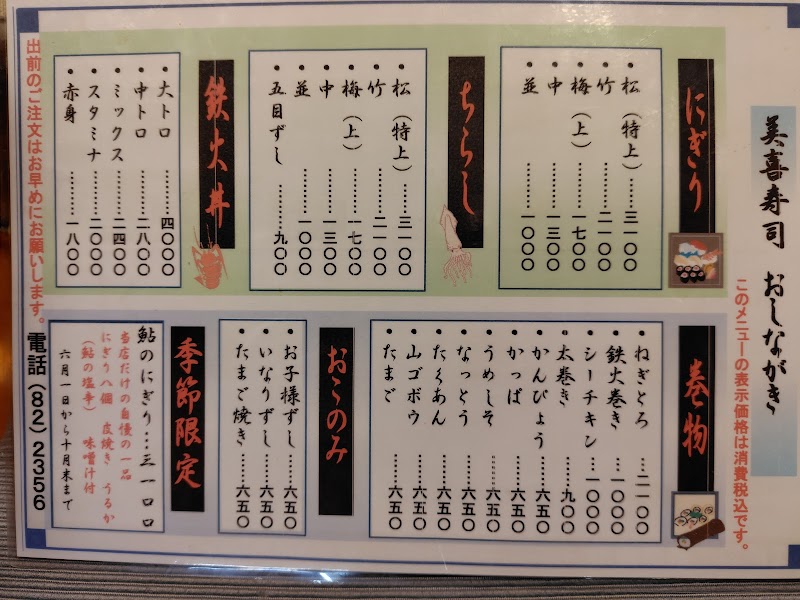 美喜寿司 おしながき
このメニューの表示価格は消費税込です。
にぎり
・松（特上）…三一〇〇
・竹…二一〇〇
・梅（上）…一七〇〇
・中…一三〇〇
・並…一〇〇〇
ちらし
・松（特上）…三一〇〇
・竹…二一〇〇
・梅（上）…一七〇〇
・中…一三〇〇
・並…一〇〇〇
・五目ずし…九〇〇
鉄火丼
・大トロ…四〇〇〇
・中トロ…二八〇〇
・ミックス…二四〇〇
・スタミナ…二〇〇〇
・赤身…一八〇〇
巻物
・ねぎとろ…二一〇〇
・鉄火巻き…一〇〇〇
・シーチキン…一〇〇〇
・太巻き…九〇〇
・かんぴょう…六五〇
・かっぱ…六五〇
・うめしそ…六五〇
・なっとう…六五〇
・たくあん…六五〇
・山ゴボウ…六五〇
・たまご…六五〇
おこのみ
・お子様ずし…六五〇
・いなりずし…六五〇
・たまご焼き…六五〇
季節限定
鮎のにぎり…三一〇〇
当店だけの自慢の一品
にぎり八個 皮焼き うるか
（鮎の塩辛） 味噌汁付
六月一日から十月末まで
出前のご注文はお早めにお願いします。電話（82）2356